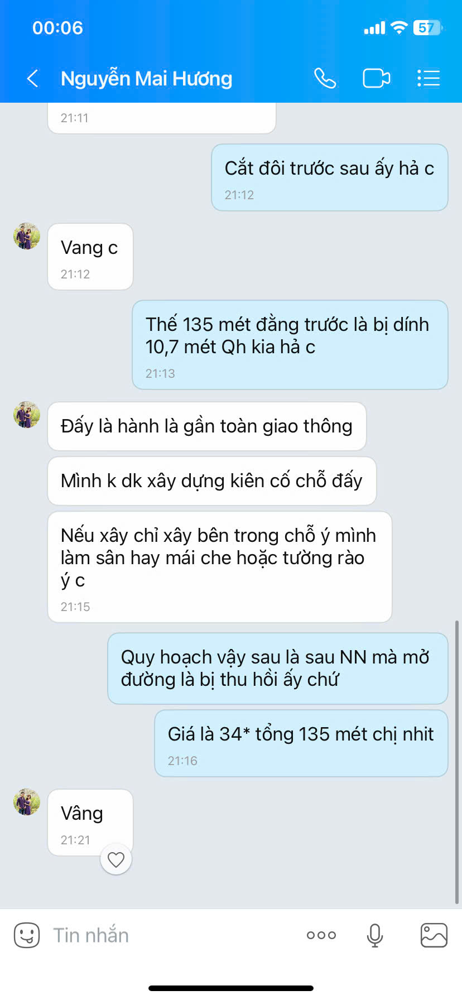 00:06
57
Nguyễn Mai Hương
21:11
Cắt đôi trước sau ấy hả c
21:12
Vang c
21:12
Thế 135 mét đằng trước là bị dính
10,7 mét Qh kia hả c
21:13
Đấy là hành là gần toàn giao thông
Mình k dk xây dựng kiên cố chỗ đấy
Nếu xây chỉ xây bên trong chỗ ý mình
làm sân hay mái che hoặc tường rào
ý c
21:15
Quy hoạch vậy sau là sau NN mà mở
đường là bị thu hồi ấy chứ
Giá là 34* tổng 135 mét chị nhit
21:16
Vâng
21:21
Tin nhắn